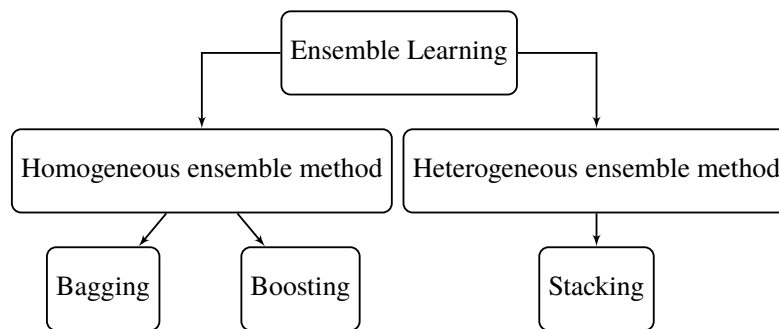 Ensemble Learning
Homogeneous ensemble method
Heterogeneous ensemble method
Bagging
Boosting
Stacking